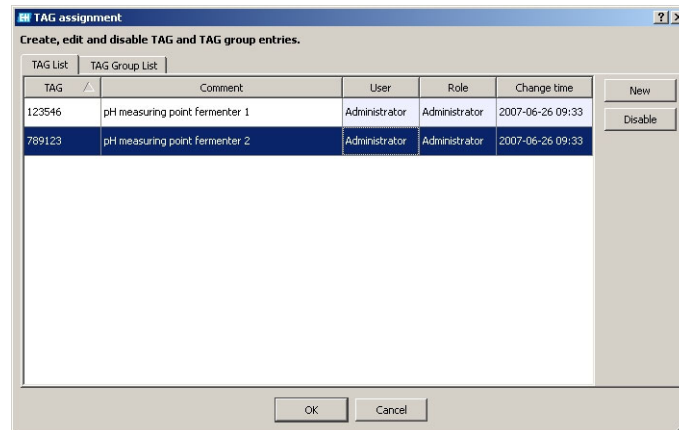 EH TAG assignment
Create, edit and disable TAG and TAG group entries.
TAG List TAG Group List
TAG Comment User Role Change time New
123546 pH measuring point fermenter 1 Administrator Administrator 2007-06-26 09:33 Disable
789123 pH measuring point fermenter 2 Administrator Administrator 2007-06-26 09:33
OK Cancel